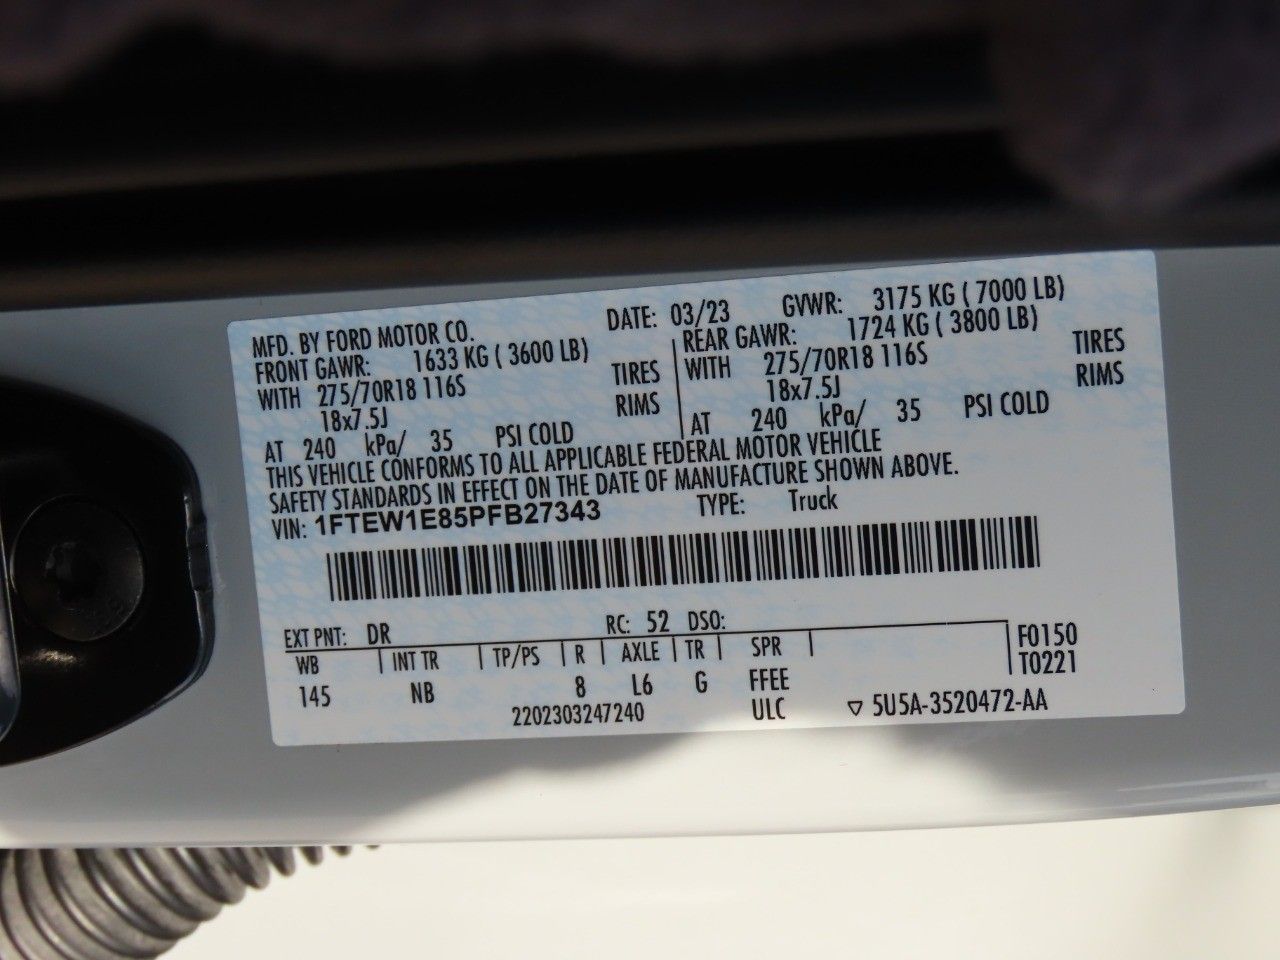 MFD. BY FORD MOTOR CO. DATE: 03/23 GVWR: 3175 KG ( 7000 LB)
FRONT GAWR: 1633 KG ( 3600 LB) REAR GAWR: 1724 KG ( 3800 LB)
WITH 275/70R18 116S TIRES WITH 275/70R18 116S TIRES
18x7.5J RIMS 18x7.5J RIMS
AT 240 kPa/ 35 PSI COLD AT 240 kPa/ 35 PSI COLD
THIS VEHICLE CONFORMS TO ALL APPLICABLE FEDERAL MOTOR VEHICLE
SAFETY STANDARDS IN EFFECT ON THE DATE OF MANUFACTURE SHOWN ABOVE.
VIN: 1FTEW1E85PFB27343 TYPE: Truck
EXT PNT: DR RC: 52 DSO:
WB INT TR TP/PS R AXLE TR SPR F0150
145 NB 8 L6 G FFEE T0221
2202303247240 ULC ▽ 5U5A-3520472-AA